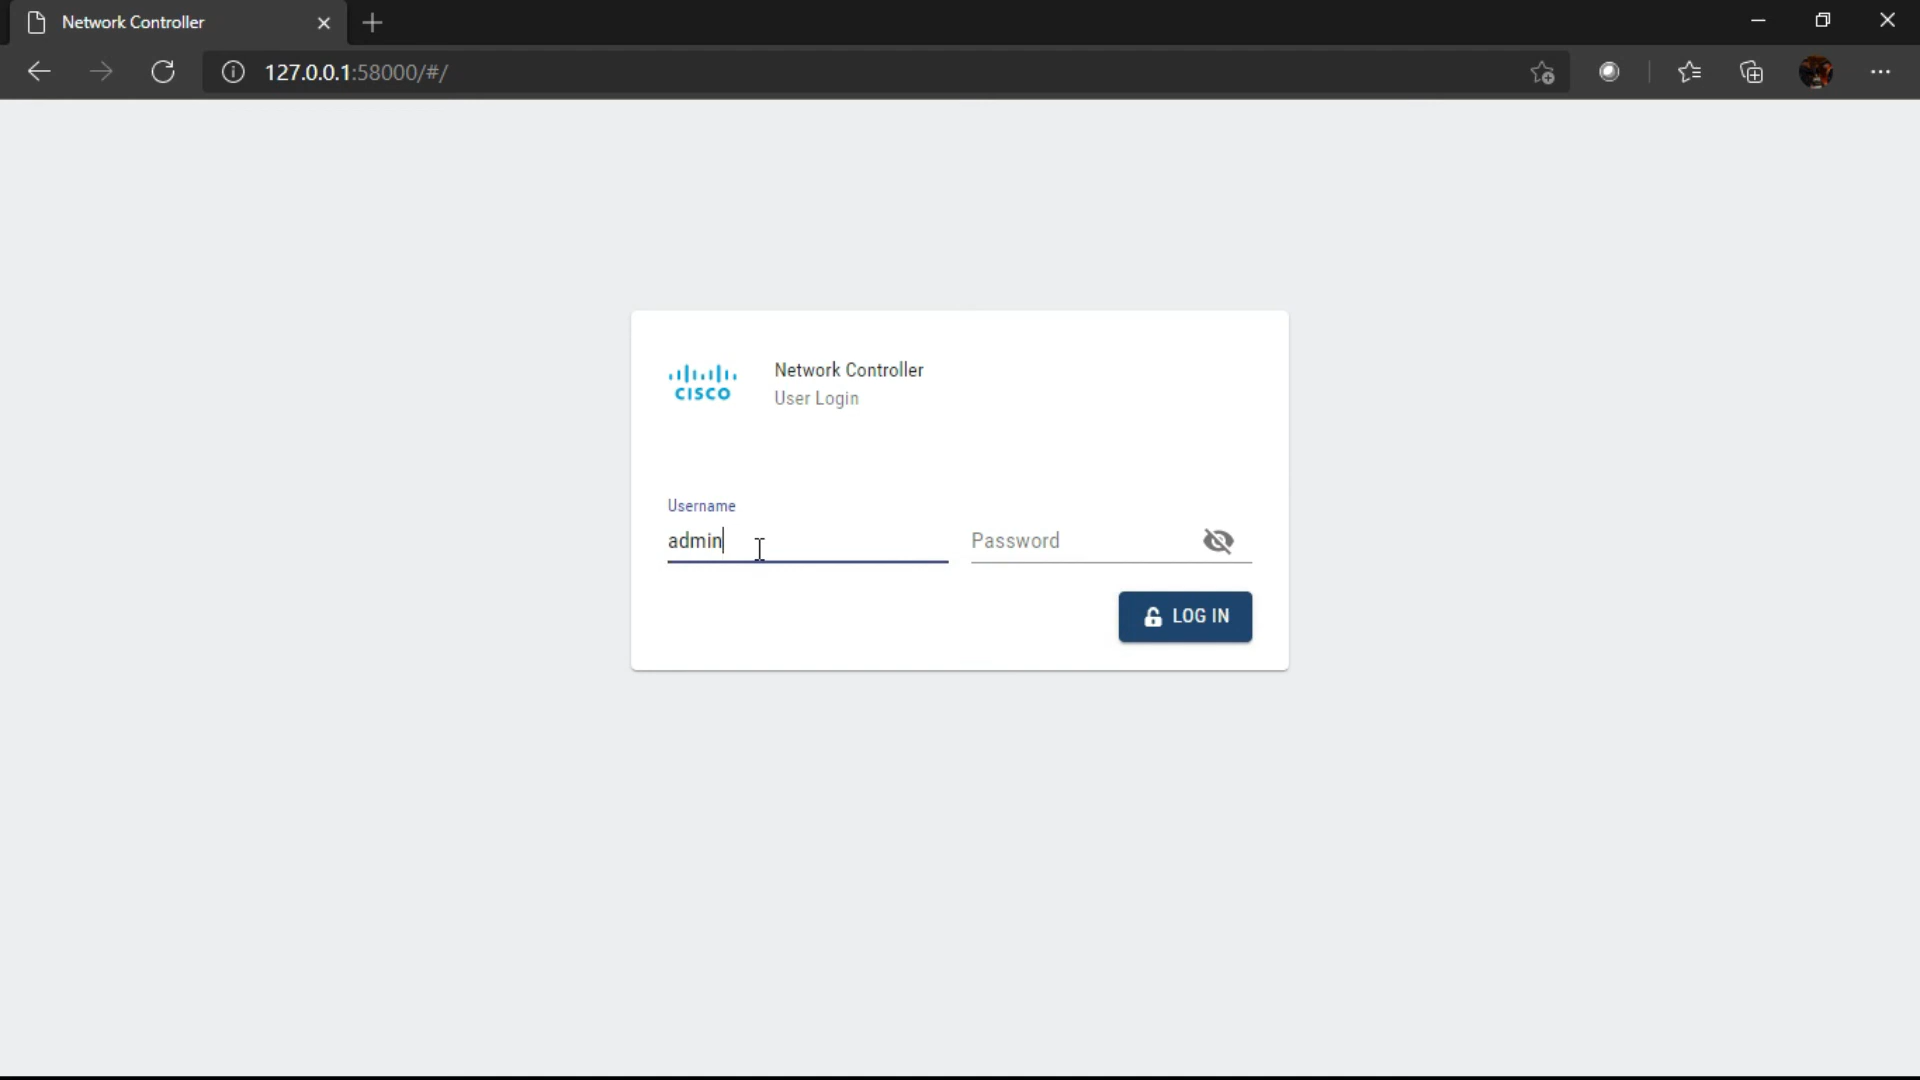 Network Controller
127.0.0.1:58000/#/
CISCO
Network Controller
User Login
Username
admin
Password
LOG IN